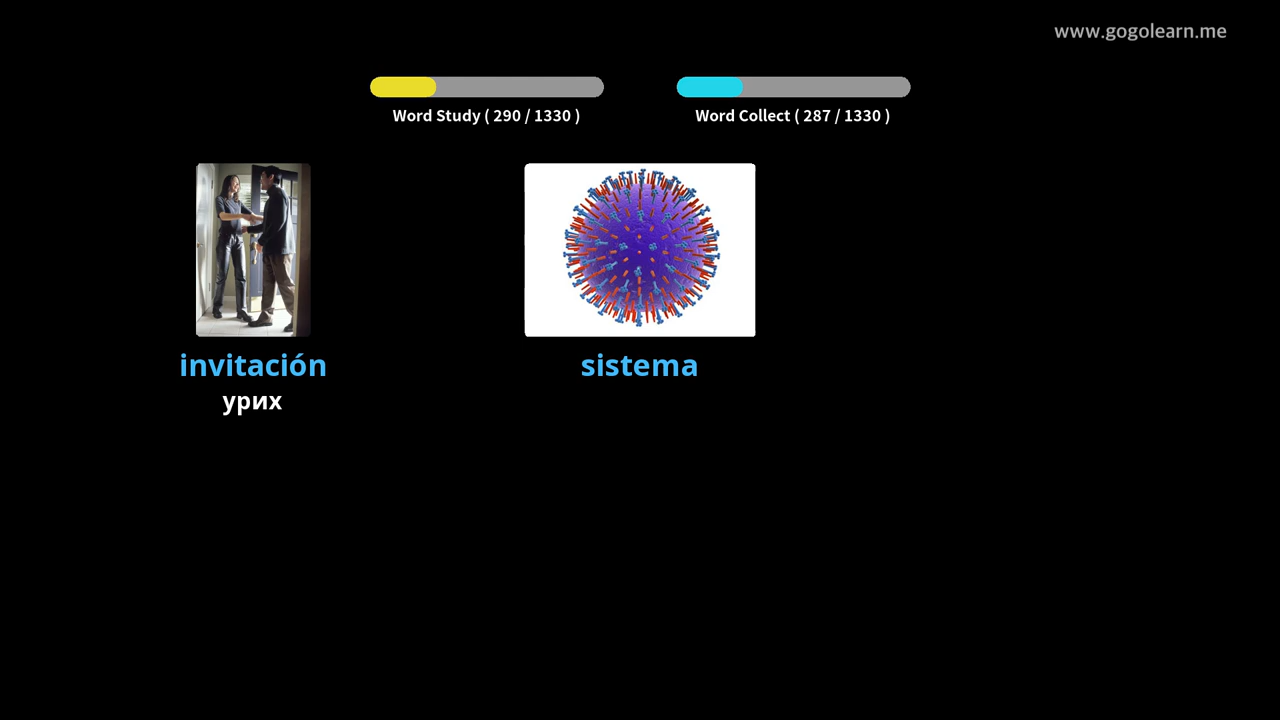 www.gogolearn.me
Word Study ( 290 / 1330 )
Word Collect ( 287 / 1330 )
invitación
урих
sistema